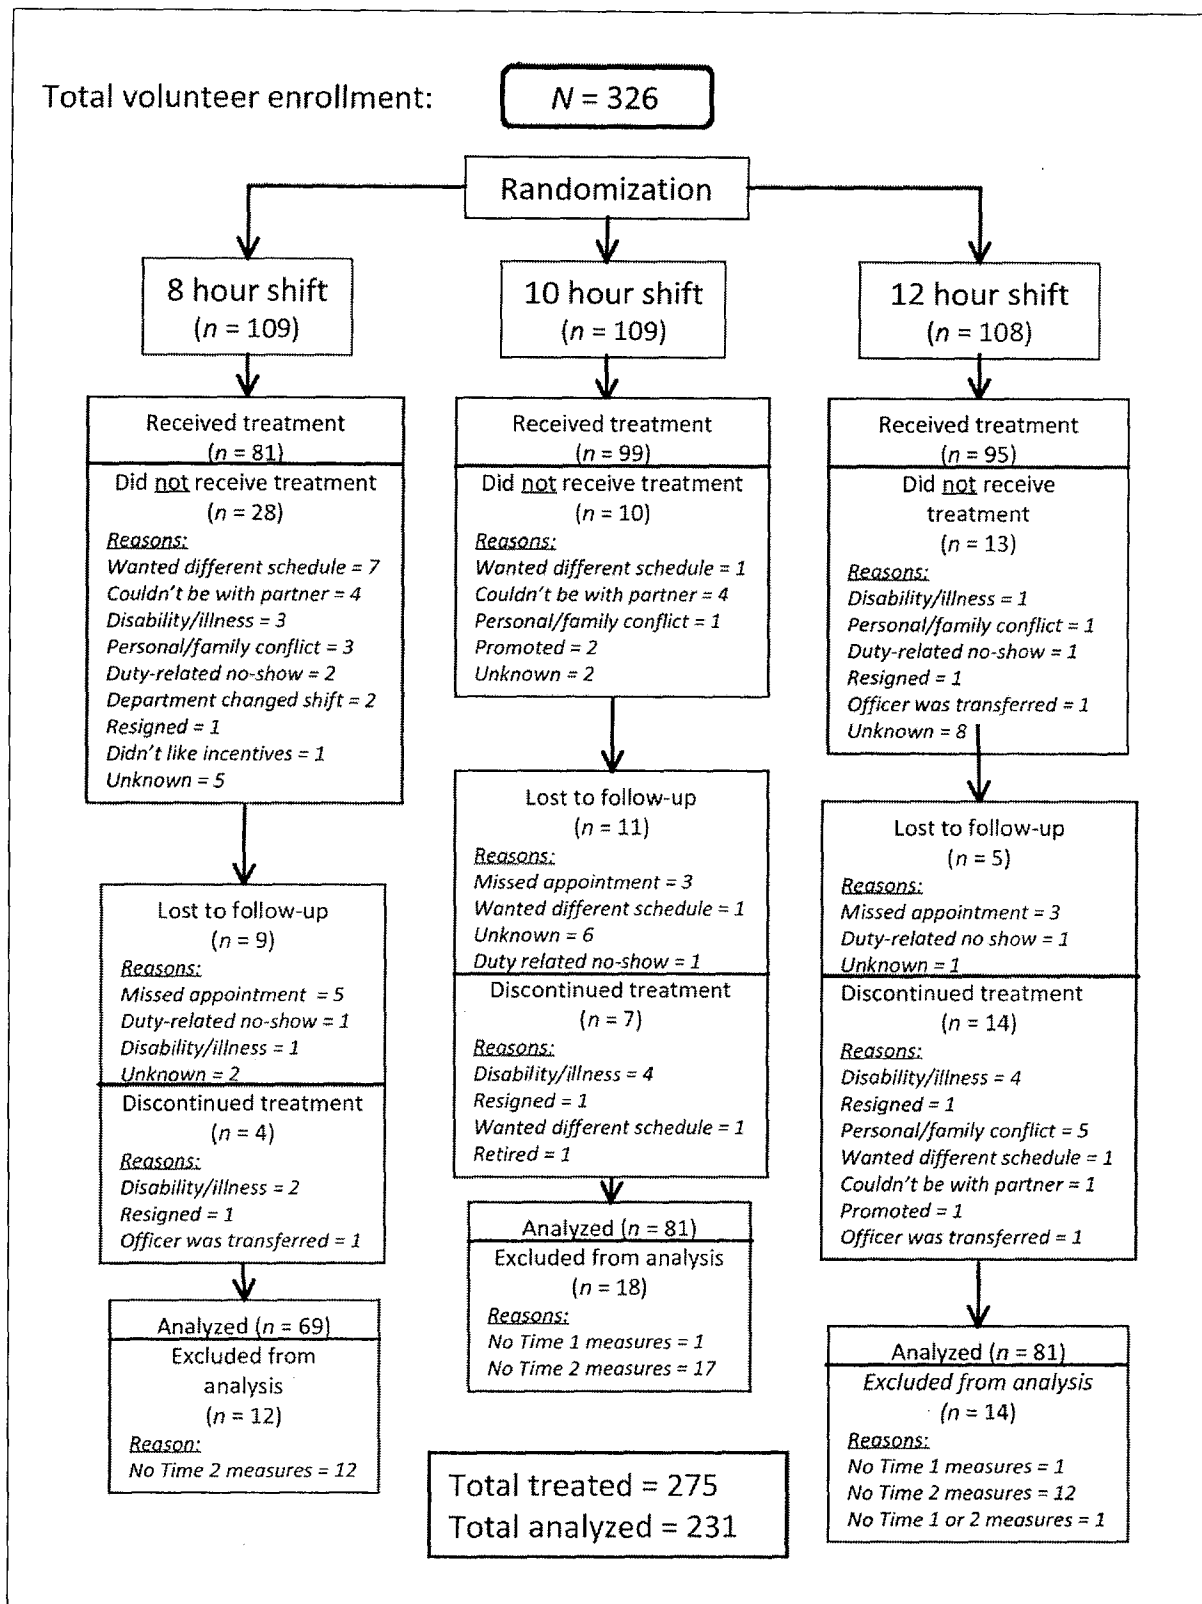 Total volunteer enrollment:
N = 326
Randomization
8 hour shift
(n = 109)
10 hour shift
(n = 109)
12 hour shift
(n = 108)
Received treatment
(n = 81)
Did not receive treatment
(n = 28)
Reasons:
Wanted different schedule = 7
Couldn't be with partner = 4
Disability/illness = 3
Personal/family conflict = 3
Duty-related no-show = 2
Department changed shift = 2
Resigned = 1
Didn't like incentives = 1
Unknown = 5
Received treatment
(n = 99)
Did not receive treatment
(n = 10)
Reasons:
Wanted different schedule = 1
Couldn't be with partner = 4
Personal/family conflict = 1
Promoted = 2
Unknown = 2
Received treatment
(n = 95)
Did not receive
treatment
(n = 13)
Reasons:
Disability/illness = 1
Personal/family conflict = 1
Duty-related no-show = 1
Resigned = 1
Officer was transferred = 1
Unknown = 8
Lost to follow-up
(n = 9)
Reasons:
Missed appointment = 5
Duty-related no-show = 1
Disability/illness = 1
Unknown = 2
Discontinued treatment
(n = 4)
Reasons:
Disability/illness = 2
Resigned = 1
Officer was transferred = 1
Lost to follow-up
(n = 11)
Reasons:
Missed appointment = 3
Wanted different schedule = 1
Unknown = 6
Duty related no-show = 1
Discontinued treatment
(n = 7)
Reasons:
Disability/illness = 4
Resigned = 1
Wanted different schedule = 1
Retired = 1
Lost to follow-up
(n = 5)
Reasons:
Missed appointment = 3
Duty-related no show = 1
Unknown = 1
Discontinued treatment
(n = 14)
Reasons:
Disability/illness = 4
Resigned = 1
Personal/family conflict = 5
Wanted different schedule = 1
Couldn't be with partner = 1
Promoted = 1
Officer was transferred = 1
Analyzed (n = 69)
Excluded from
analysis
(n = 12)
Reason:
No Time 2 measures = 12
Analyzed (n = 81)
Excluded from analysis
(n = 18)
Reasons:
No Time 1 measures = 1
No Time 2 measures = 17
Analyzed (n = 81)
Excluded from analysis
(n = 14)
Reasons:
No Time 1 measures = 1
No Time 2 measures = 12
No Time 1 or 2 measures = 1
Total treated = 275
Total analyzed = 231